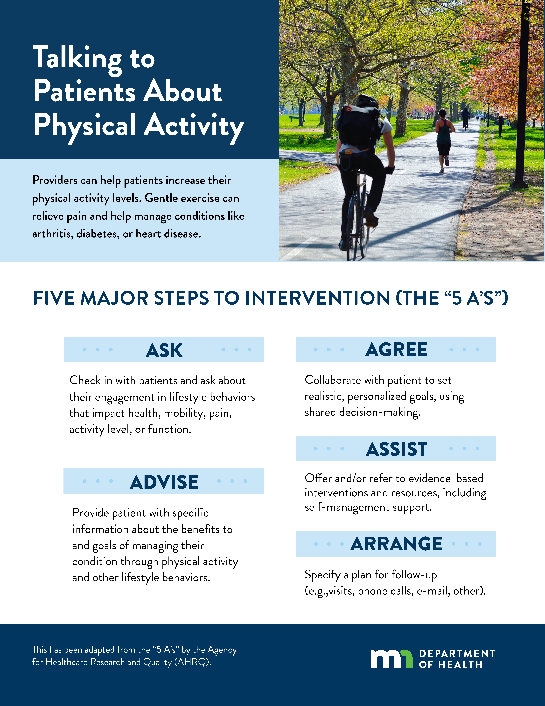 Talking to
Patients About
Physical Activity
Providers can help patients increase their
physical activity levels. Gentle exercise can
relieve pain and help manage conditions like
arthritis, diabetes, or heart disease.
FIVE MAJOR STEPS TO INTERVENTION (THE “5 A’S”)
ASK
Check in with patients and ask about
their engagement in lifestyle behaviors
that impact health, mobility, pain,
activity level, or function.
ADVISE
Provide patient with specific
information about the benefits to
and goals of managing their
condition through physical activity
and other lifestyle behaviors.
AGREE
Collaborate with patient to set
realistic, personalized goals, using
shared decision-making.
ASSIST
Offer and/or refer to evidence-based
interventions and resources, including
self-management support.
ARRANGE
Specify a plan for follow-up
(e.g.,visits, phone calls, e-mail, other).
This has been adapted from the “5 A’s” by the Agency
for Healthcare Research and Quality (AHRQ).
mn DEPARTMENT
OF HEALTH